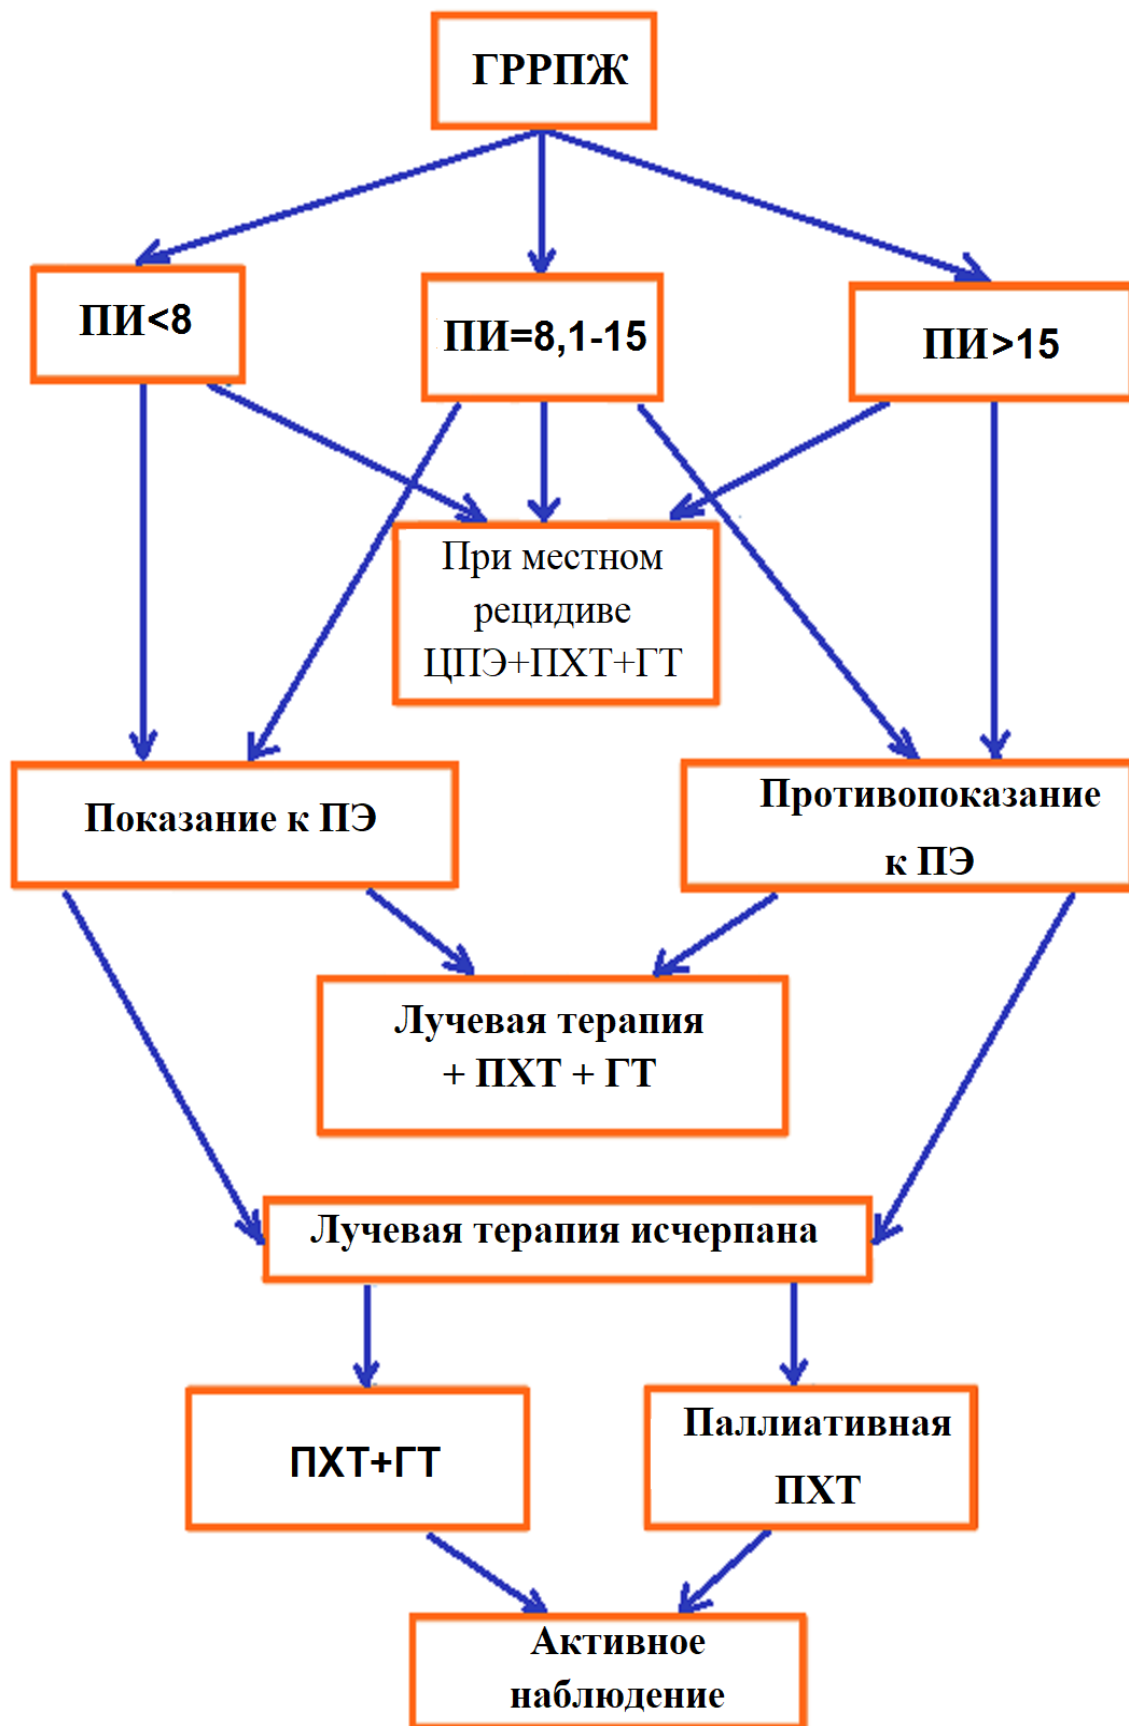 ГРРПЖ
ПИ<8
ПИ=8,1-15
ПИ>15
При местном
рецидиве
ЦПЭ+ПХТ+ГТ
Показание к ПЭ
Противопоказание
к ПЭ
Лучевая терапия
+ ПХТ + ГТ
Лучевая терапия исчерпана
ПХТ+ГТ
Паллиативная
ПХТ
Активное
наблюдение